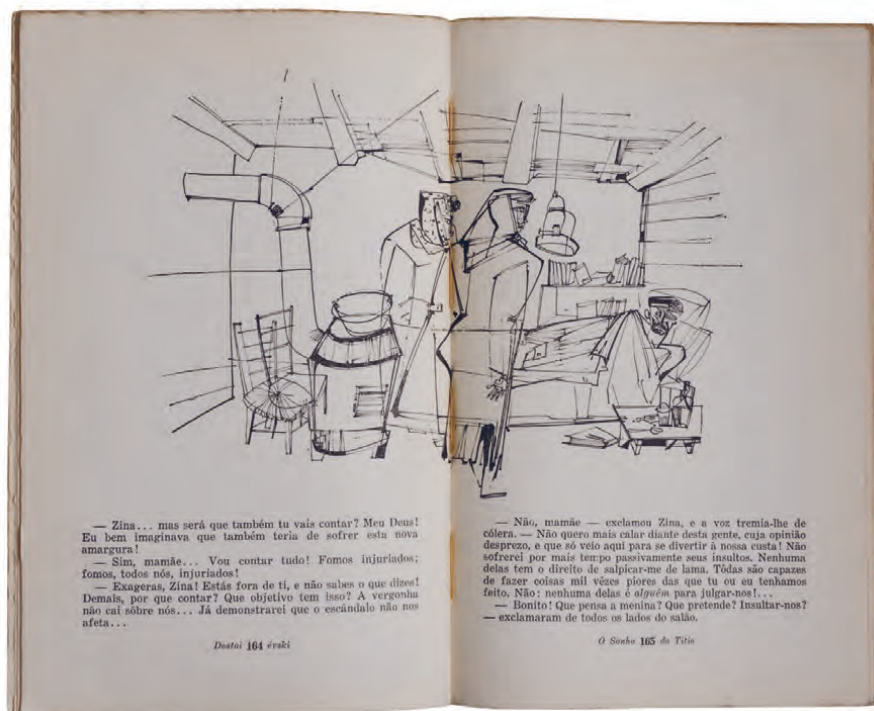 — Zina... mas será que também tu vais contar? Meu Deus!
Eu bem imaginava que também teria de sofrer esta nova
amargura!
— Sim, mamãe... Vou contar tudo! Fomos injuriados;
fomos, todos nós, injuriados!
— Exageras, Zina! Estás fora de ti, e não sabes o que dizes!
Demais, por que contar? Que objetivo tem isso? A vergonha
não cai sôbre nós... Já demonstrarei que o escândalo não nos
afeta...
Dostoi 164 évski
— Não, mamãe — exclamou Zina, e a voz tremia-lhe de
cólera. — Não quero mais calar diante desta gente, cuja opinião
desprezo, e que só veio aqui para se divertir à nossa custa! Não
sofrerei por mais tempo passivamente seus insultos. Nenhuma
delas tem o direito de salpicar-me de lama. Tôdas são capazes
de fazer coisas mil vêzes piores das que tu ou eu tenhamos
feito. Não: nenhuma delas é alguém para julgar-nos!...
— Bonito! Que pensa a menina? Que pretende? Insultar-nos?
— exclamaram de todos os lados do salão.
O Sonho 165 do Titio